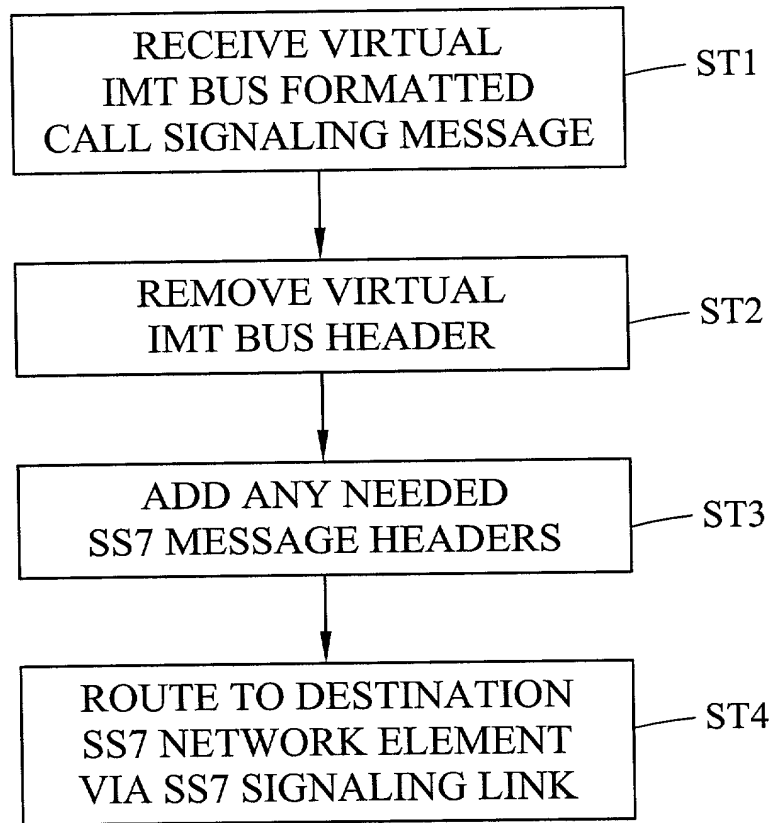 RECEIVE VIRTUAL
IMT BUS FORMATTED
CALL SIGNALING MESSAGE
ST1
REMOVE VIRTUAL
IMT BUS HEADER
ST2
ADD ANY NEEDED
SS7 MESSAGE HEADERS
ST3
ROUTE TO DESTINATION
SS7 NETWORK ELEMENT
VIA SS7 SIGNALING LINK
ST4